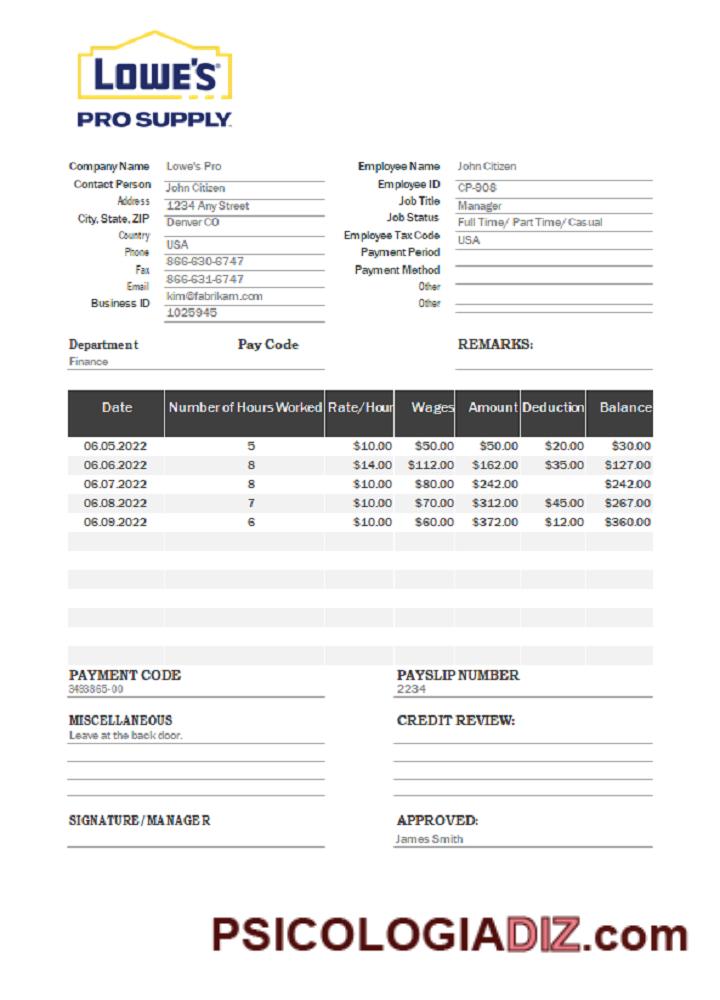 LOWE'S
PRO SUPPLY
Company Name Lowe's Pro
Contact Person John Citizen
Address 1234 Any Street
City, State, ZIP Denver CO
Country USA
Phone 866-630-6747
Fax 866-631-6747
Email kim@fabrikam.com
Business ID 1025945
Employee Name John Citizen
Employee ID CP-908
Job Title Manager
Job Status Full Time/ Part Time/ Casual
Employee Tax Code USA
Payment Period
Payment Method
Other
Other
Department Pay Code REMARKS:
Finance
Date Number of Hours Worked Rate/Hour Wages Amount Deduction Balance
06.05.2022 5 $10.00 $50.00 $50.00 $20.00 $30.00
06.06.2022 8 $14.00 $112.00 $162.00 $35.00 $127.00
06.07.2022 8 $10.00 $80.00 $242.00 $242.00
06.08.2022 7 $10.00 $70.00 $312.00 $45.00 $267.00
06.09.2022 6 $10.00 $60.00 $372.00 $12.00 $360.00
PAYMENT CODE PAYSLIP NUMBER
3493865-00 2234
MISCELLANEOUS CREDIT REVIEW:
Leave at the back door.
SIGNATURE/MANAGER APPROVED:
James Smith
PSICOLOGIADIZ.com